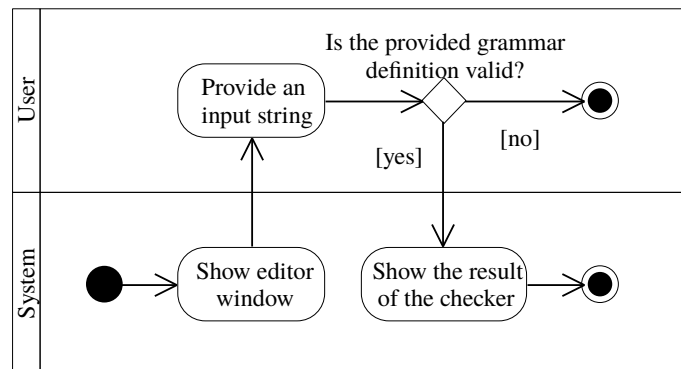 User
Is the provided grammar
definition valid?
Provide an
input string
[yes]
[no]
System
Show editor
window
Show the result
of the checker